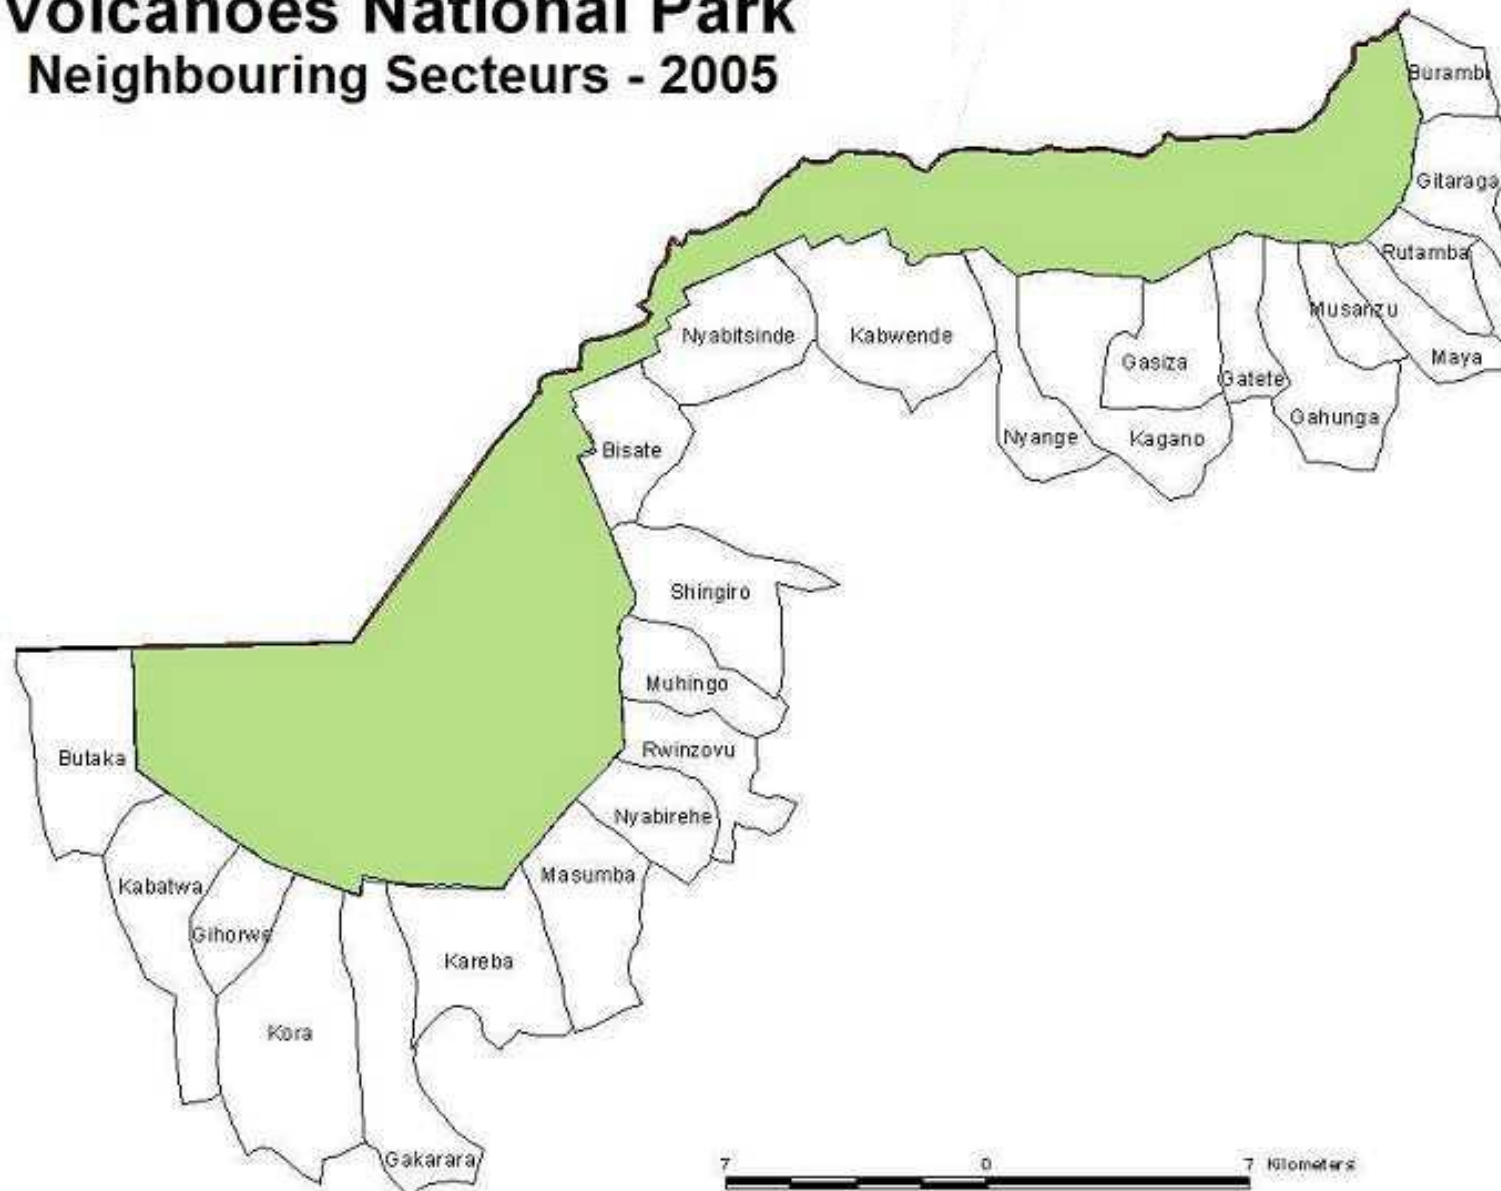 Volcanoes National Park
Neighbouring Secteurs - 2005
Burambi
Gitaraga
Rutamba
Musanzu
Maya
Nyabitsinde
Kabwende
Gasiza
Gatete
Gahunga
Nyange
Kagano
Bisate
Shingiro
Muhingo
Rwinzovu
Butaka
Nyabirehe
Masumba
Kabatwa
Gihorwe
Kareba
Kora
Gakarara
7 0 7 Kilometers